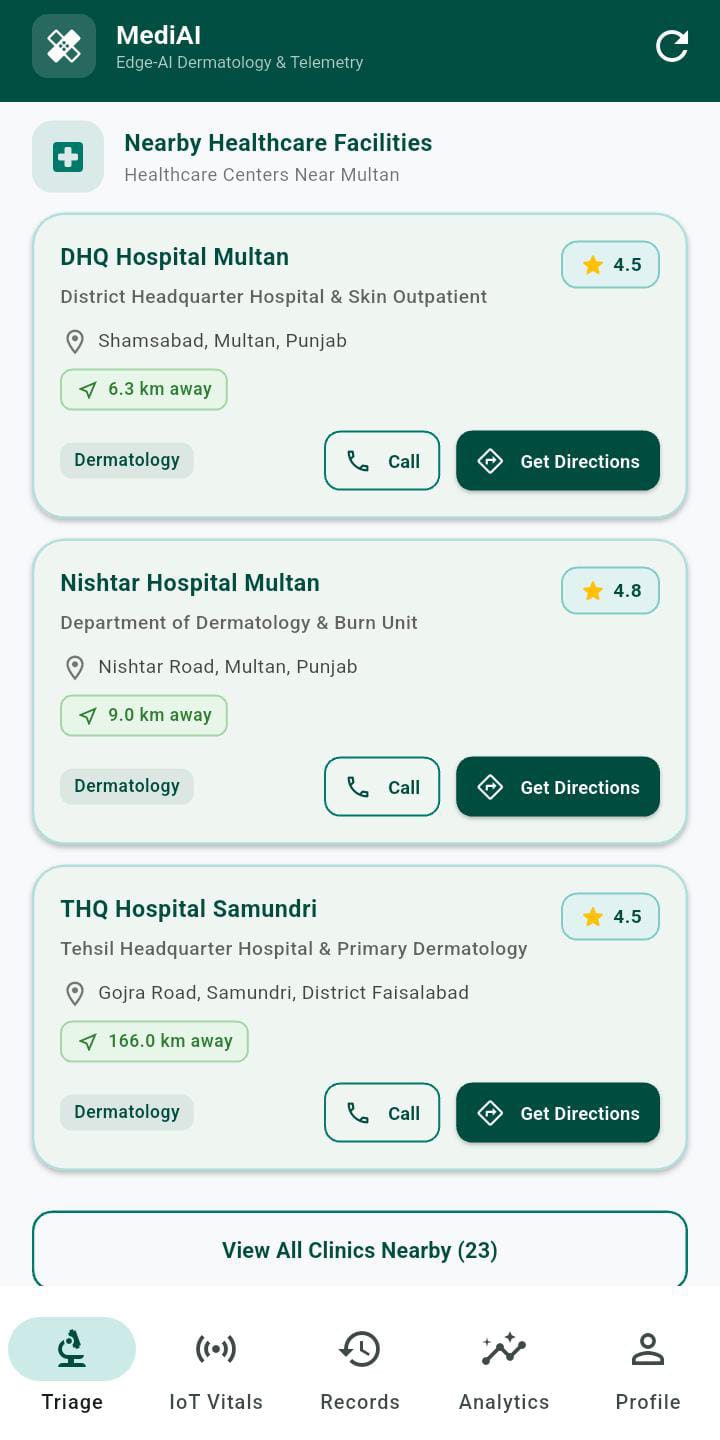 MediAI
Edge-AI Dermatology & Telemetry
Nearby Healthcare Facilities
Healthcare Centers Near Multan
DHQ Hospital Multan
4.5
District Headquarter Hospital & Skin Outpatient
Shamsabad, Multan, Punjab
6.3 km away
Dermatology
Call
Get Directions
Nishtar Hospital Multan
4.8
Department of Dermatology & Burn Unit
Nishtar Road, Multan, Punjab
9.0 km away
Dermatology
Call
Get Directions
THQ Hospital Samundri
4.5
Tehsil Headquarter Hospital & Primary Dermatology
Gojra Road, Samundri, District Faisalabad
166.0 km away
Dermatology
Call
Get Directions
View All Clinics Nearby (23)
Triage
IoT Vitals
Records
Analytics
Profile